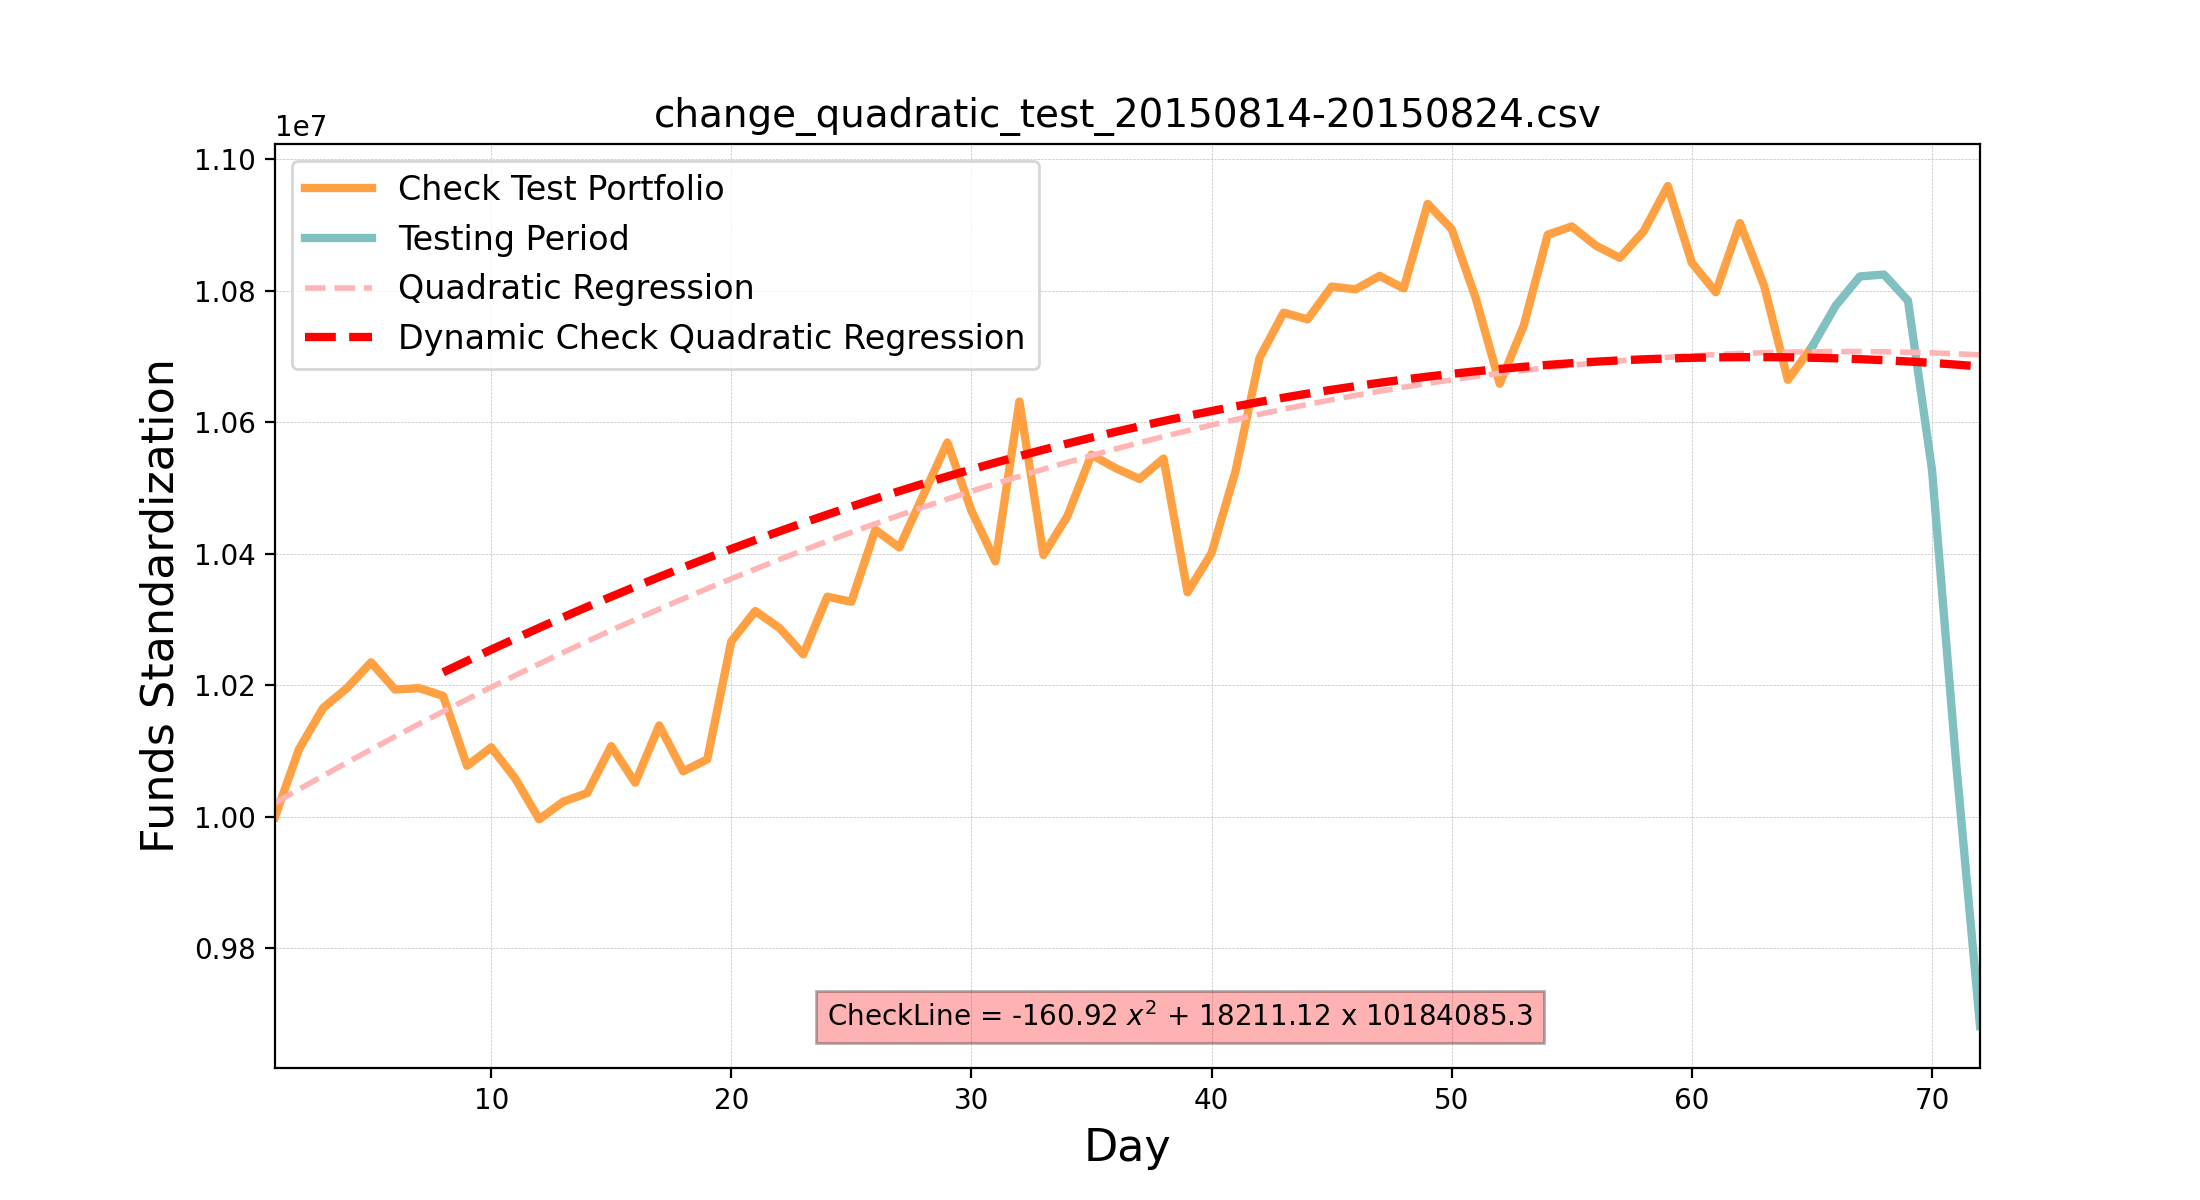 change_quadratic_test_20150814-20150824.csv
1e7
1.10
1.08
1.06
1.04
1.02
1.00
0.98
Funds Standardization
Check Test Portfolio
Testing Period
Quadratic Regression
Dynamic Check Quadratic Regression
CheckLine = -160.92 x² + 18211.12 x 10184085.3
10 20 30 40 50 60 70
Day